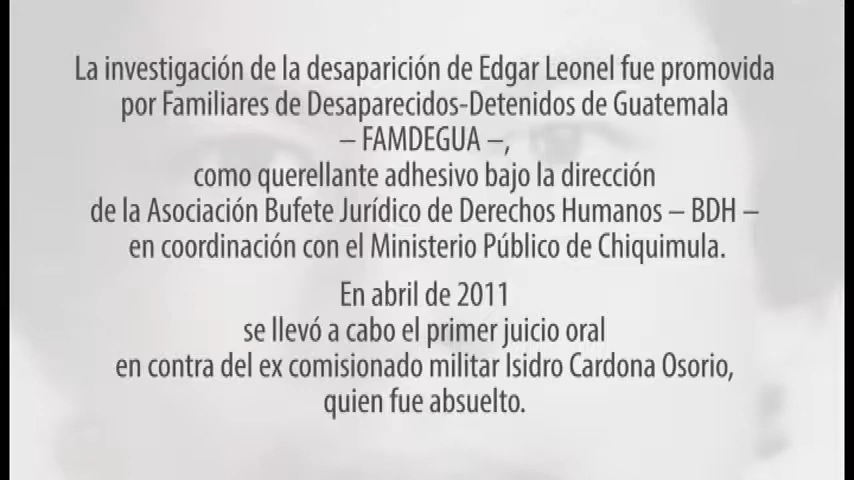 La investigación de la desaparición de Edgar Leonel fue promovida
por Familiares de Desaparecidos-Detenidos de Guatemala
– FAMDEGUA –,
como querellante adhesivo bajo la dirección
de la Asociación Bufete Jurídico de Derechos Humanos – BDH –
en coordinación con el Ministerio Público de Chiquimula.
En abril de 2011
se llevó a cabo el primer juicio oral
en contra del ex comisionado militar Isidro Cardona Osorio,
quien fue absuelto.